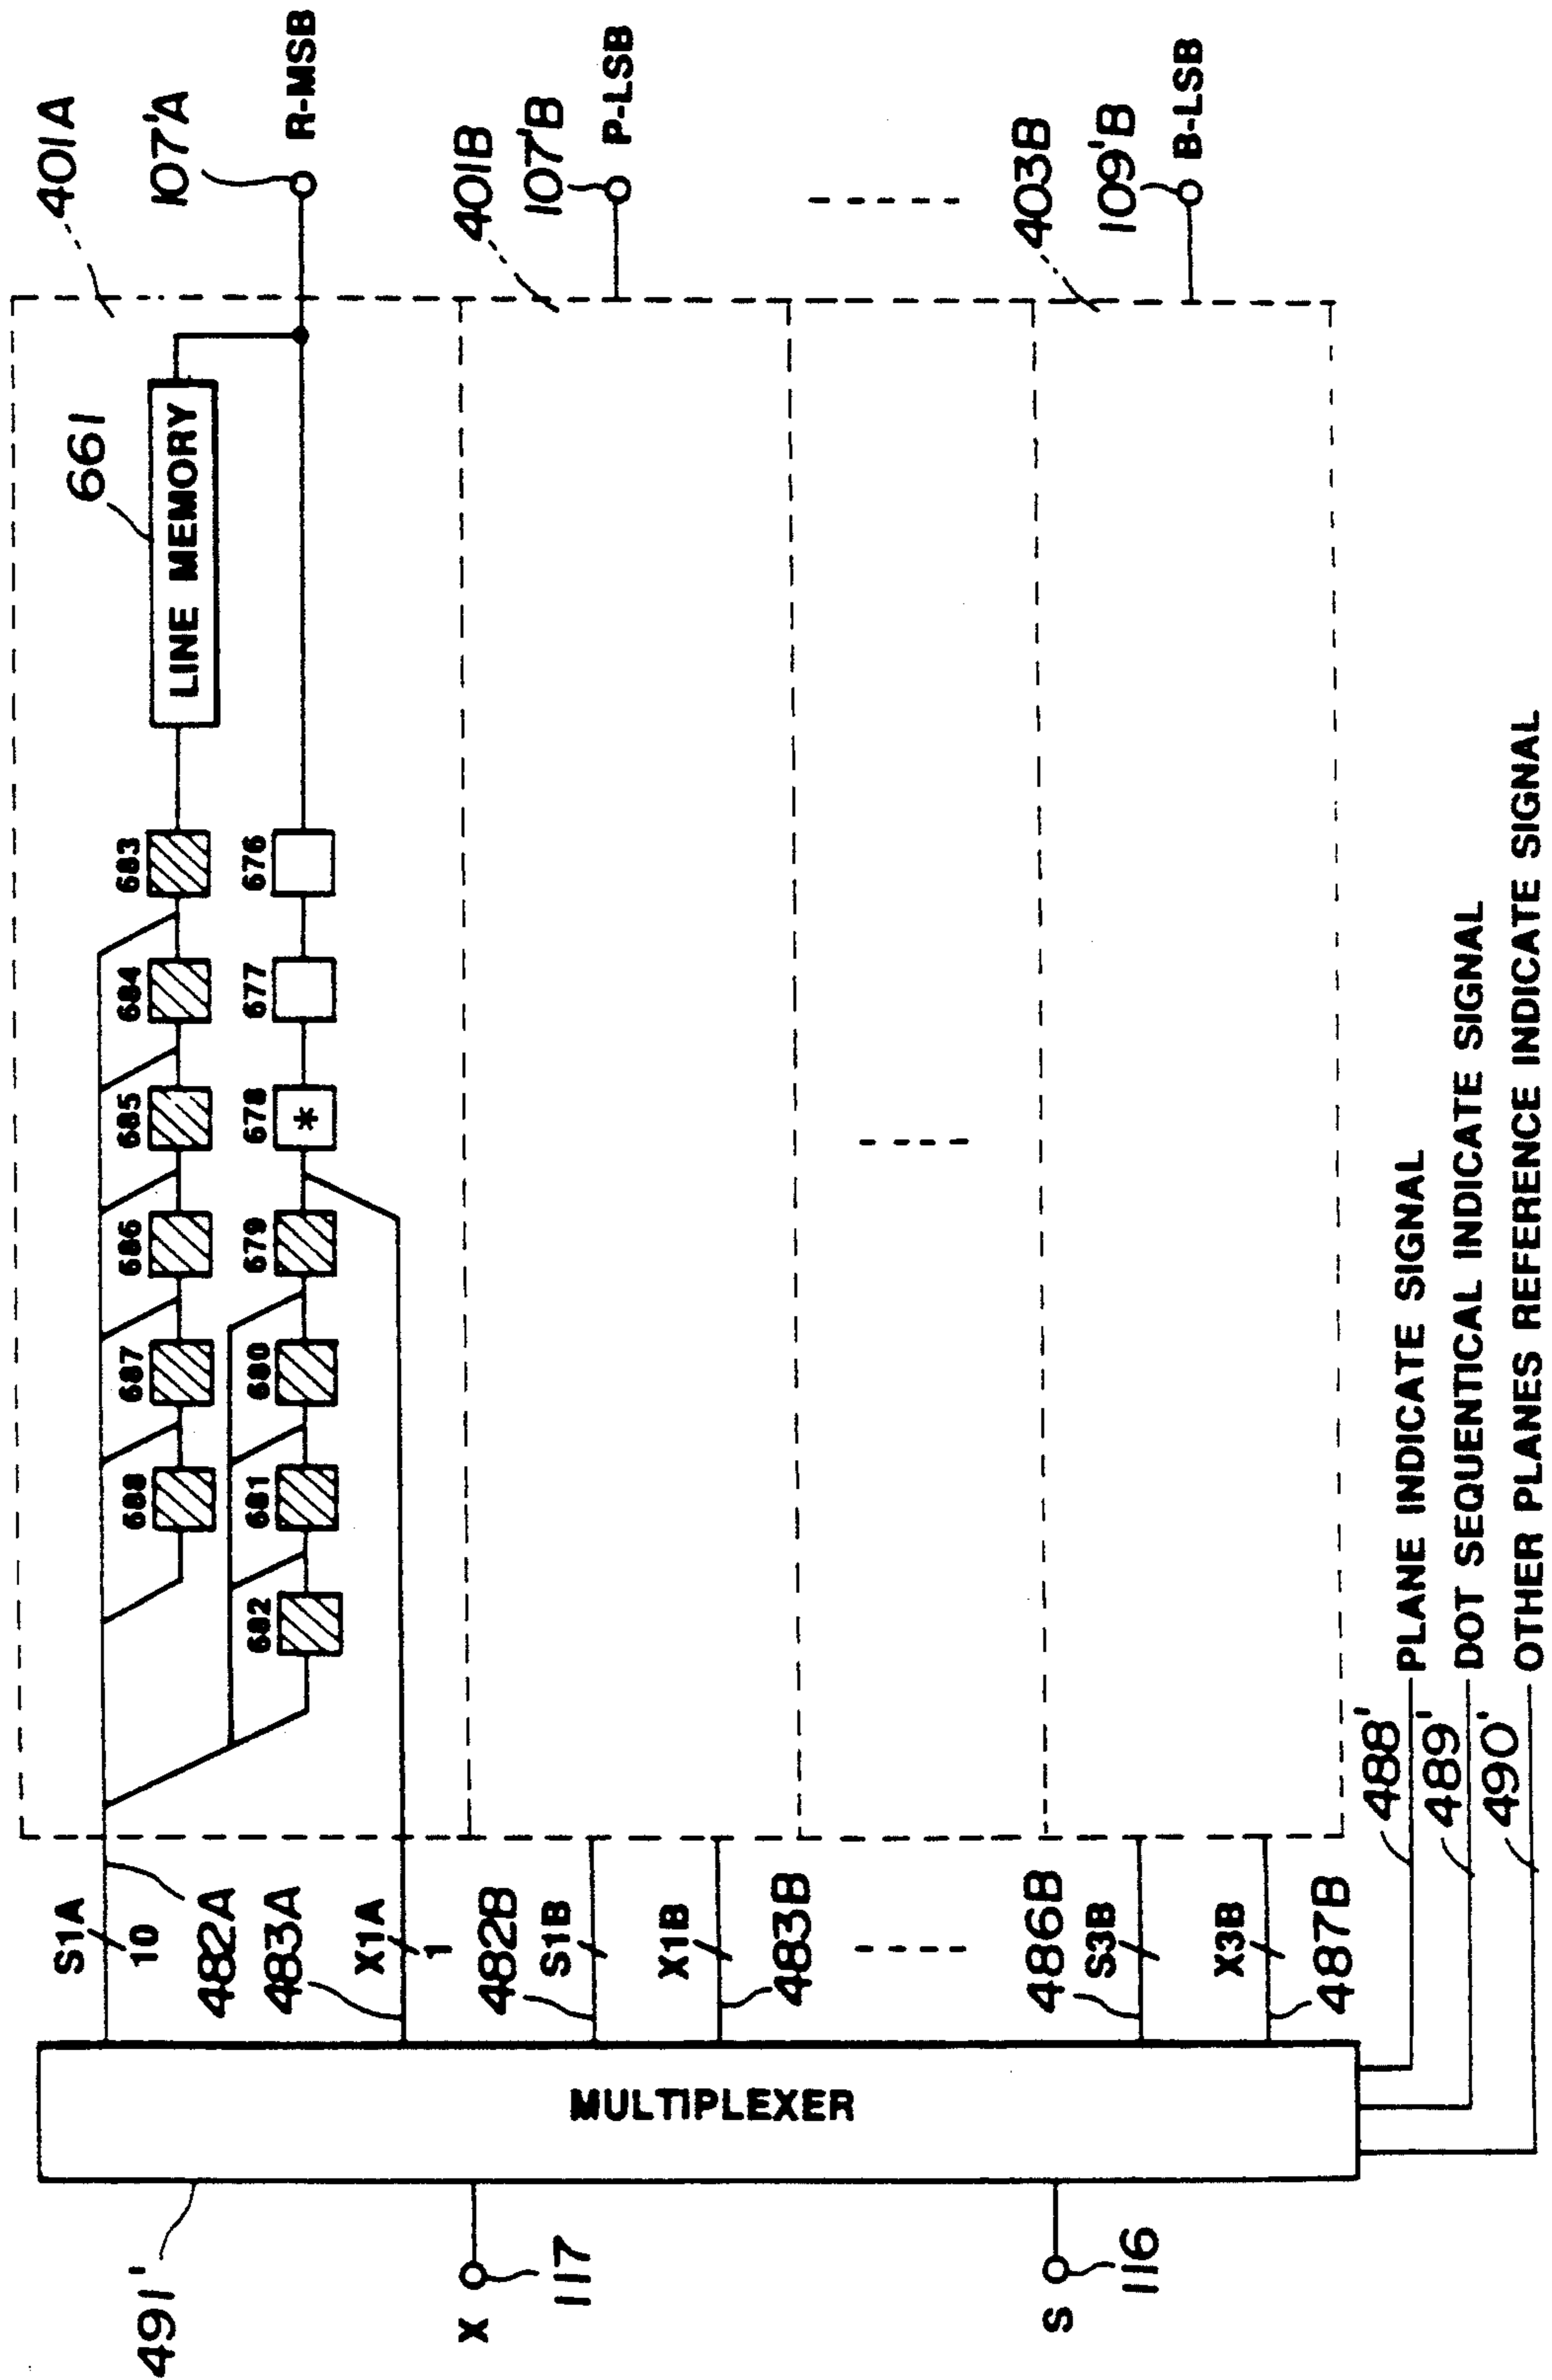 401A
107'A
R-MSB
661
LINE MEMORY
683
684
685
686
687
688
676
677
678
*
679
680
681
682
401B
107'B
P-LSB
403B
109'B
B-LSB
S1A
10
482A
483A
X1A
1
482B
S1B
X1B
483B
486B
S3B
X3B
487B
488'
PLANE INDICATE SIGNAL
489'
DOT SEQUENTICAL INDICATE SIGNAL
490'
OTHER PLANES REFERENCE INDICATE SIGNAL
MULTIPLEXER
491'
X
117
S
116